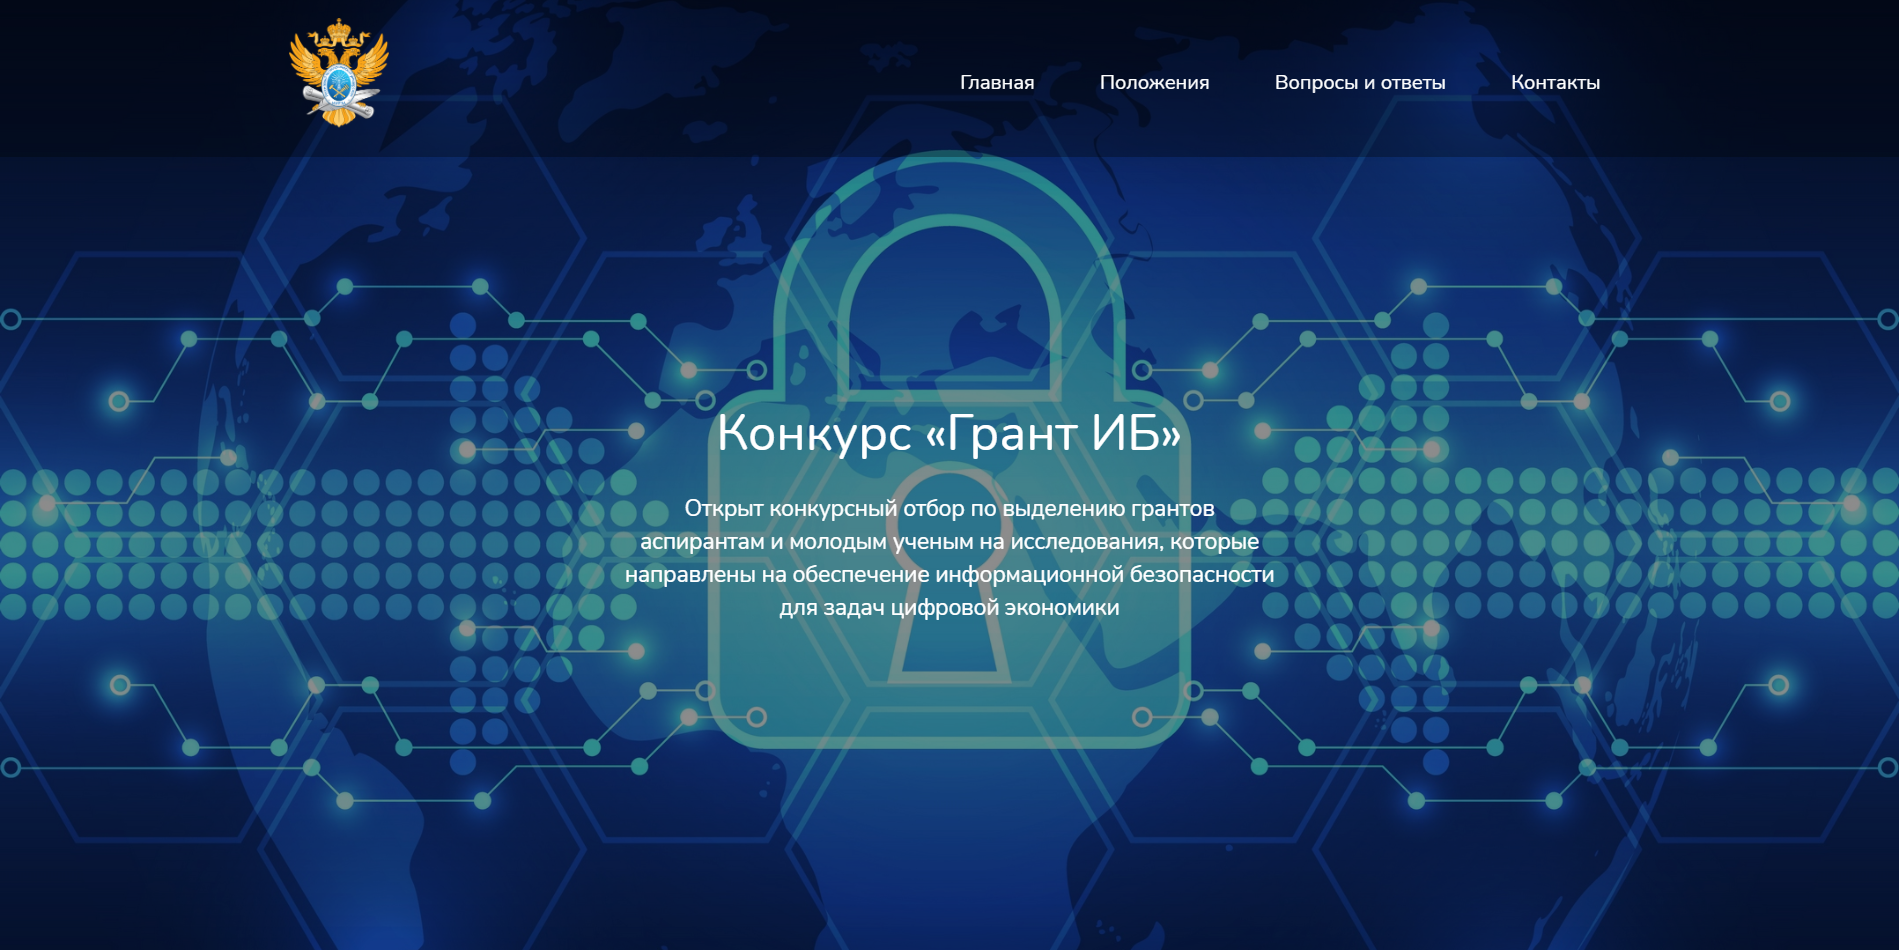 Главная Положения Вопросы и ответы Контакты
Конкурс «Грант ИБ»
Открыт конкурсный отбор по выделению грантов
аспирантам и молодым ученым на исследования, которые
направлены на обеспечение информационной безопасности
для задач цифровой экономики